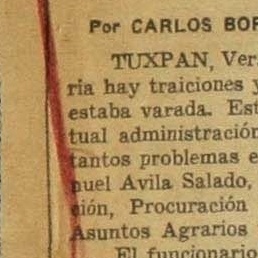 Por CARLOS BOR
TUXPAN, Ver
ria hay traiciones y
estaba varada. Est
tual administración
tantos problemas e
nuel Avila Salado,
ción, Procuración
Asuntos Agrarios
El funcionario